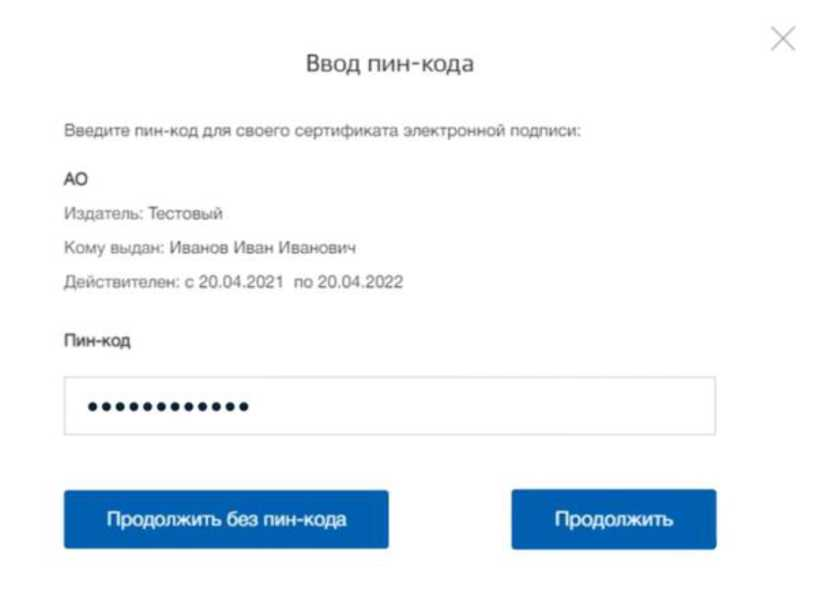 Ввод пин-кода
Введите пин-код для своего сертификата электронной подписи:
АО
Издатель: Тестовый
Кому выдан: Иванов Иван Иванович
Действителен: с 20.04.2021 по 20.04.2022
Пин-код
••••••••••••
Продолжить без пин-кода Продолжить